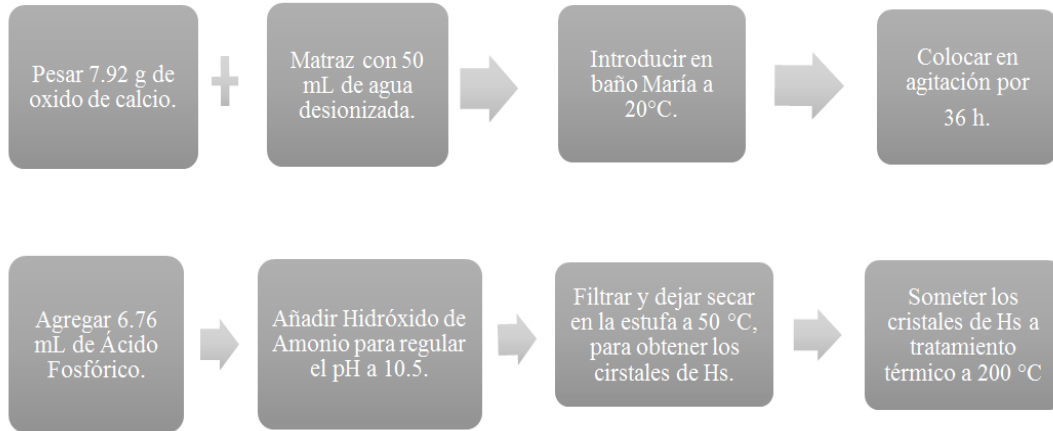 Pesar 7.92 g de
oxido de calcio.
Matraz con 50
mL de agua
desionizada.
Introducir en
baño María a
20°C.
Colocar en
agitación por
36 h.
Agregar 6.76
mL de Ácido
Fosfórico.
Añadir Hidróxido de
Amonio para regular
el pH a 10.5.
Filtrar y dejar secar
en la estufa a 50 °C,
para obtener los
cirstales de Hs.
Someter los
cristales de Hs a
tratamiento
térmico a 200 °C